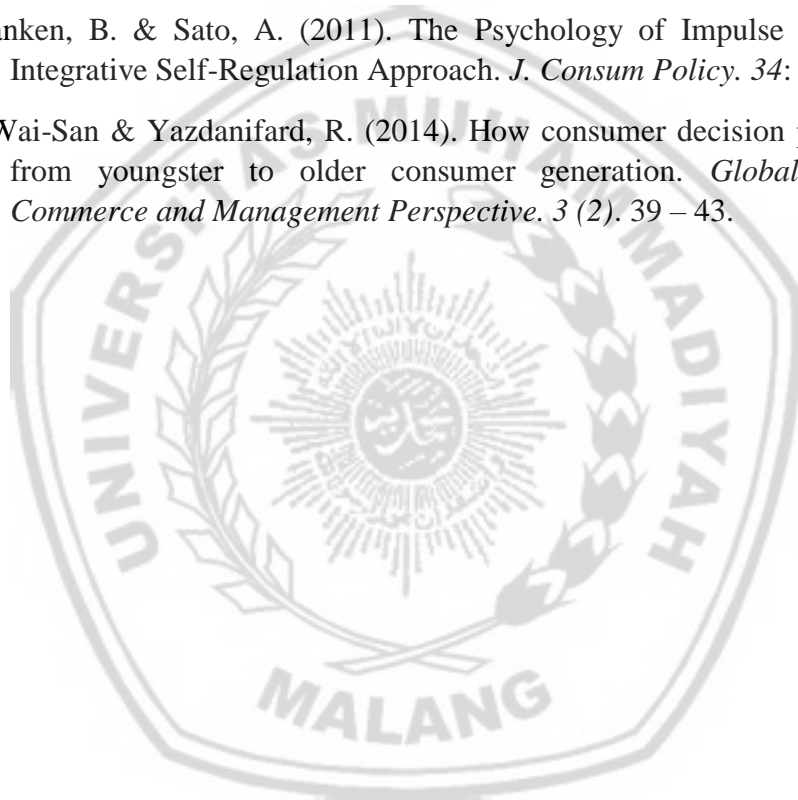 anken, B. & Sato, A. (2011). The Psychology of Impulse
Integrative Self-Regulation Approach. J. Consum Policy. 34:
Wai-San & Yazdanifard, R. (2014). How consumer decision
from youngster to older consumer generation. Global
Commerce and Management Perspective. 3 (2). 39 – 43.
UNIVERSITAS MUHAMMADIYAH
MALANG